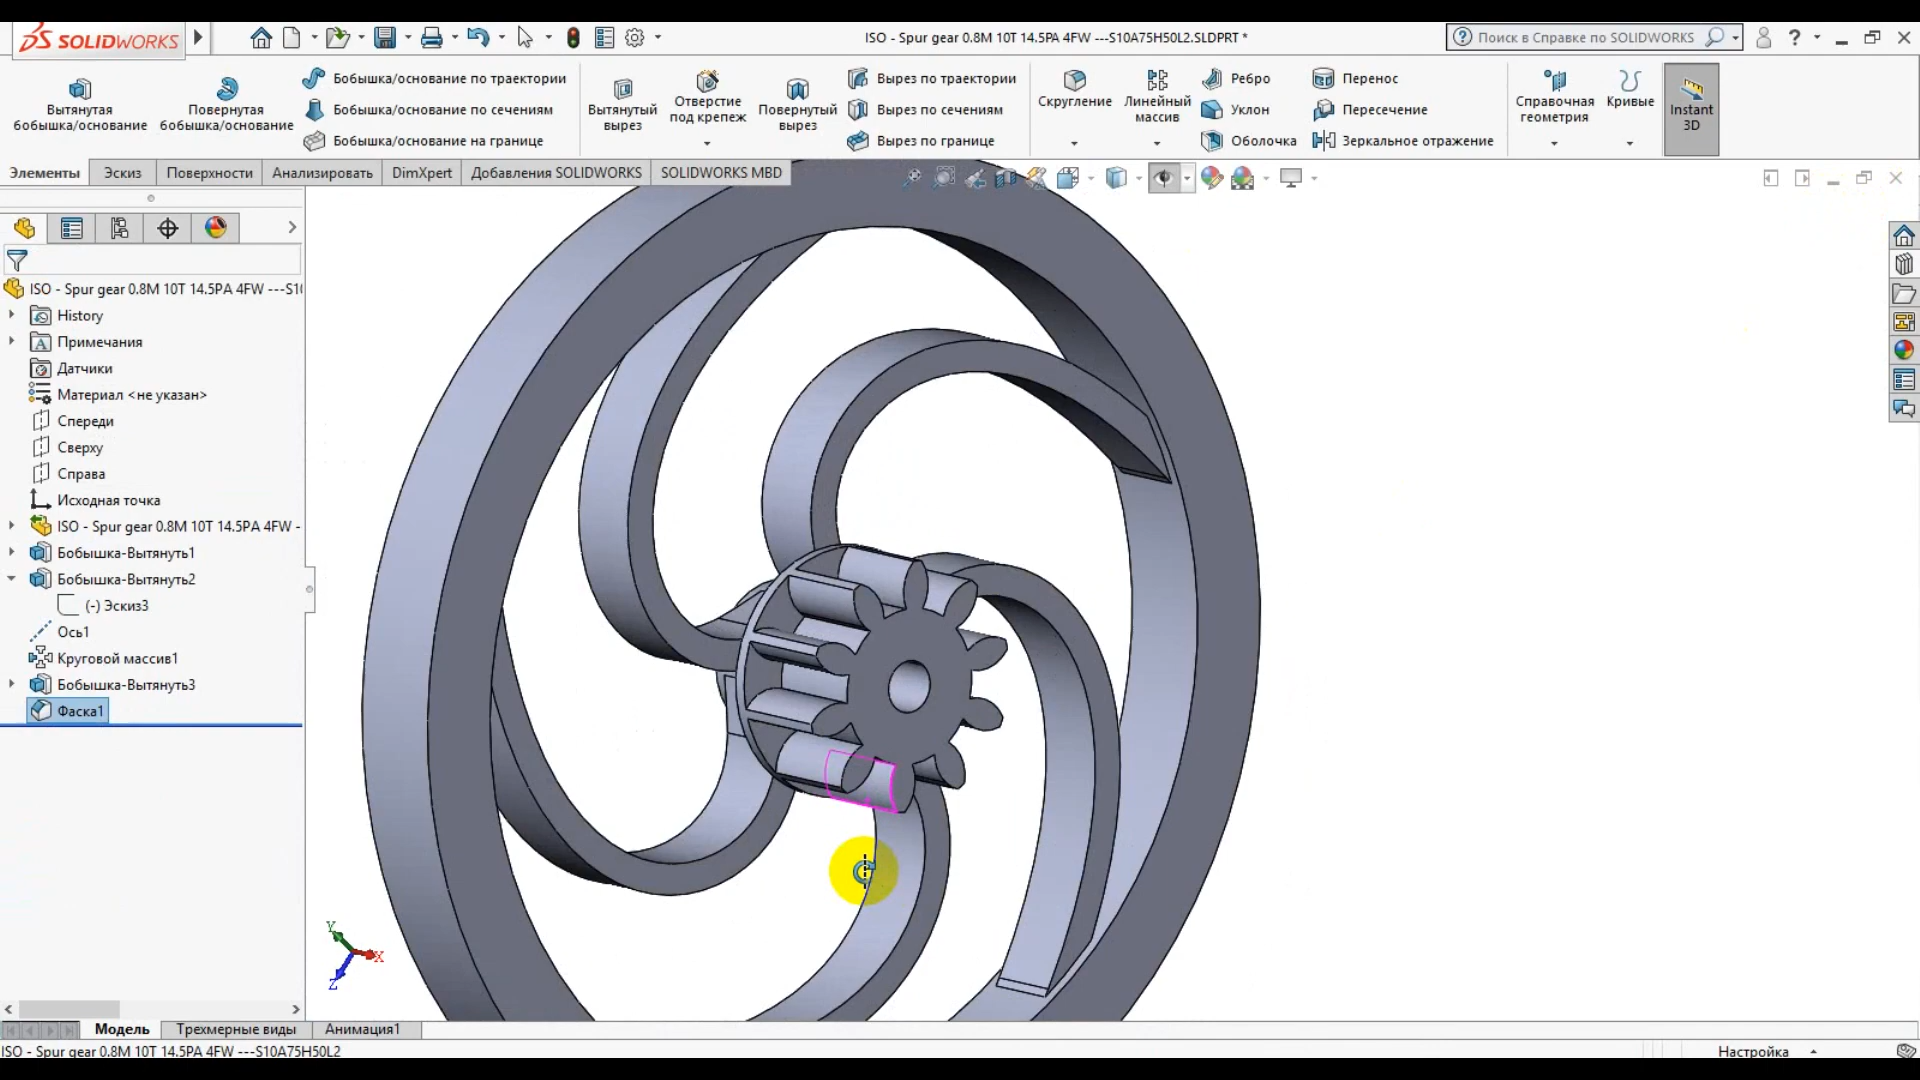 SOLIDWORKS
ISO - Spur gear 0.8M 10T 14.5PA 4FW ---S10A75H50L2.SLDPRT *
Поиск в Справке по SOLIDWORKS
Вытянутая
бобышка/основание
Повернутая
бобышка/основание
Бобышка/основание по траектории
Бобышка/основание по сечениям
Бобышка/основание на границе
Вытянутый
вырез
Отверстие
под крепеж
Повернутый
вырез
Вырез по траектории
Вырез по сечениям
Вырез по границе
Скругление
Линейный
массив
Ребро
Уклон
Оболочка
Перенос
Пересечение
Зеркальное отражение
Справочная
геометрия
Кривые
Instant
3D
Элементы
Эскиз
Поверхности
Анализировать
DimXpert
Добавления SOLIDWORKS
SOLIDWORKS MBD
ISO - Spur gear 0.8M 10T 14.5PA 4FW ---S1(
History
Примечания
Датчики
Материал <не указан>
Спереди
Сверху
Справа
Исходная точка
ISO - Spur gear 0.8M 10T 14.5PA 4FW -
Бобышка-Вытянуть1
Бобышка-Вытянуть2
(-) Эскиз3
Ось1
Круговой массив1
Бобышка-Вытянуть3
Фаска1
Y
X
Z
Модель
Трехмерные виды
Анимация1
ISO - Spur gear 0.8M 10T 14.5PA 4FW ---S10A75H50L2
Настройка